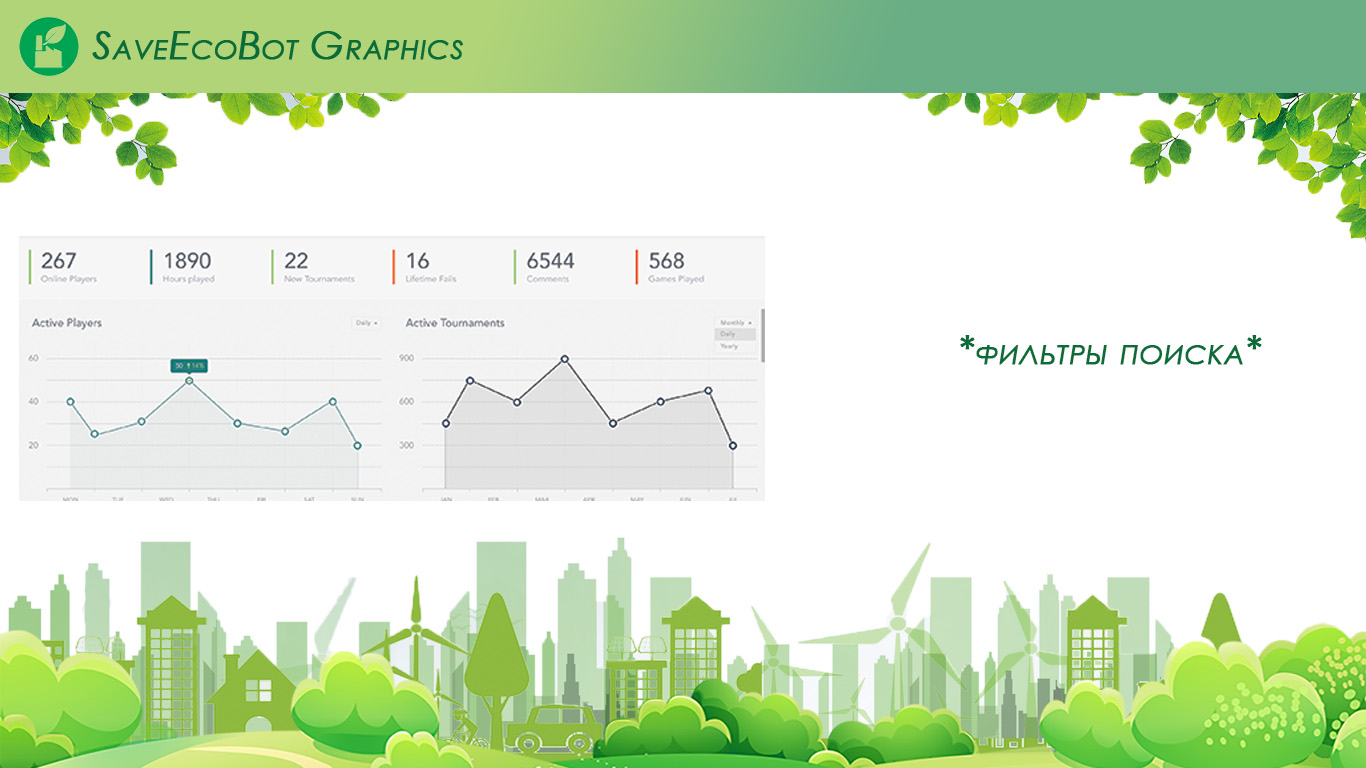 SaveEcoBot Graphics
267 1890 22 16 6544 568
Online Players Hours played New Tournaments Lifetime Fails Comments Games Played
Active Players Daily
Active Tournaments Monthly
Daily
Yearly
60
50 14%
40
20
900
600
300
MON TUE WED THU FRI SAT SUN
JAN FEB MAR APR MAY JUN JUL
*ФИЛЬТРЫ ПОИСКА*